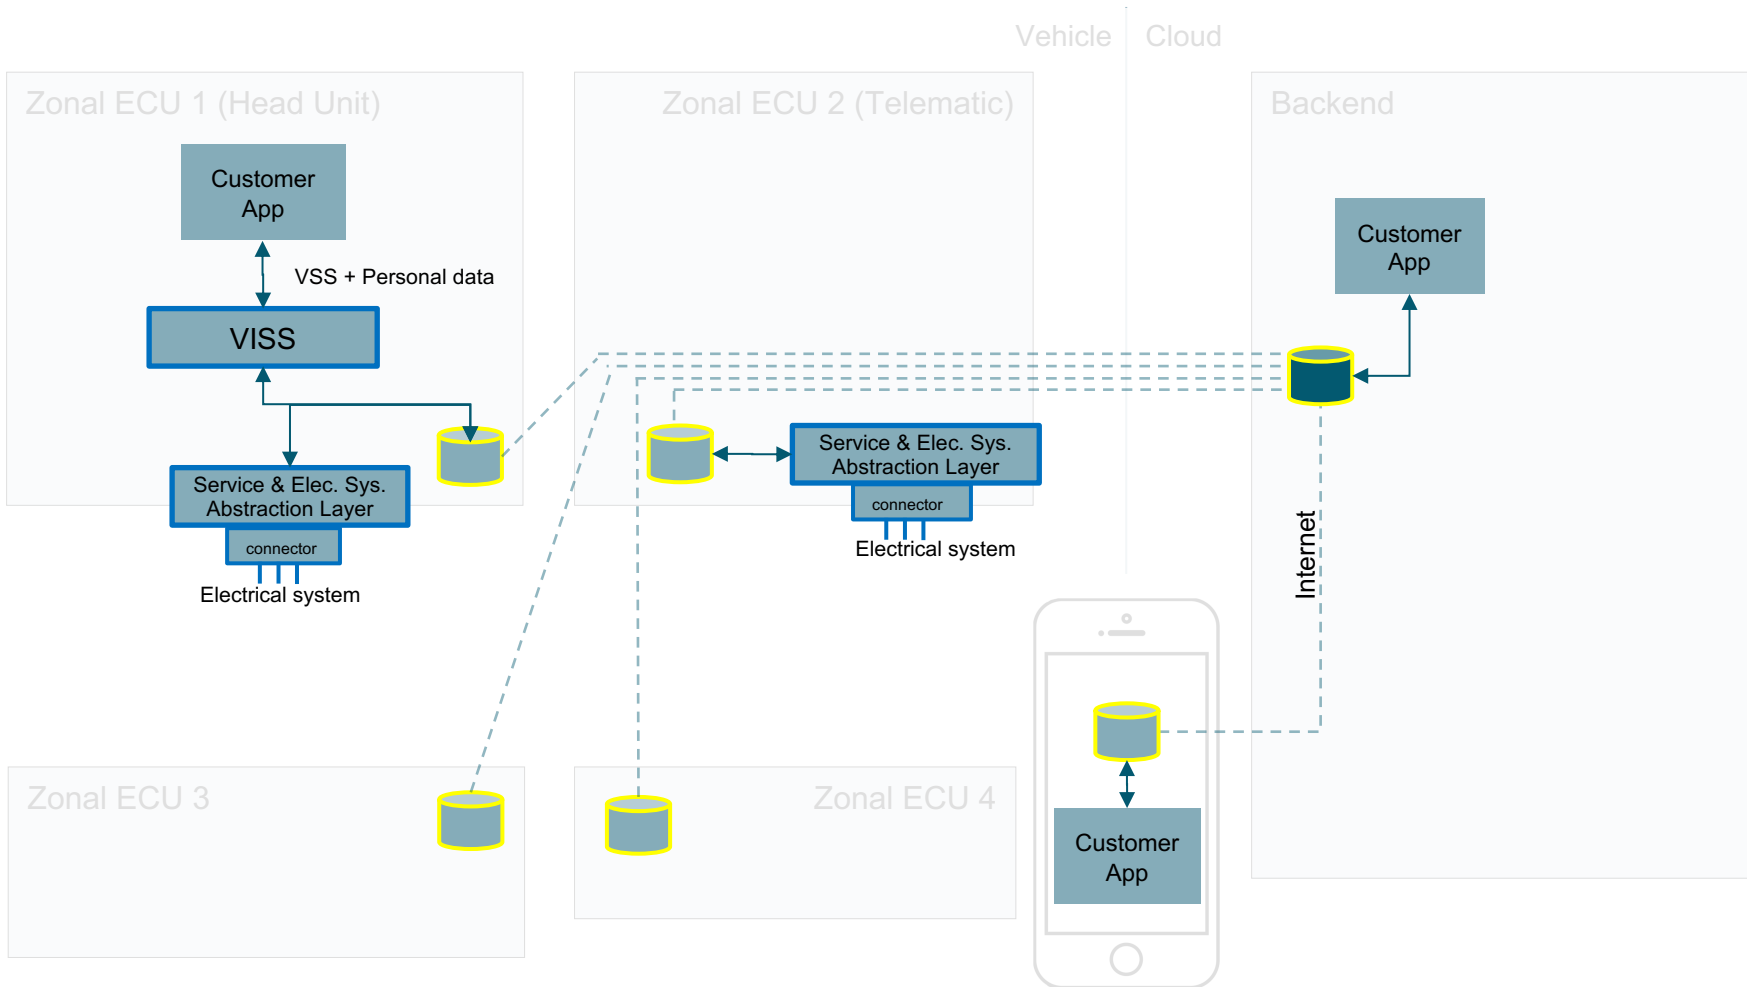 Vehicle
Cloud
Zonal ECU 1 (Head Unit)
Zonal ECU 2 (Telematic)
Backend
Customer
App
VSS + Personal data
VISS
Service & Elec. Sys.
Abstraction Layer
connector
Electrical system
Service & Elec. Sys.
Abstraction Layer
connector
Electrical system
Customer
App
Internet
Zonal ECU 3
Zonal ECU 4
Customer
App